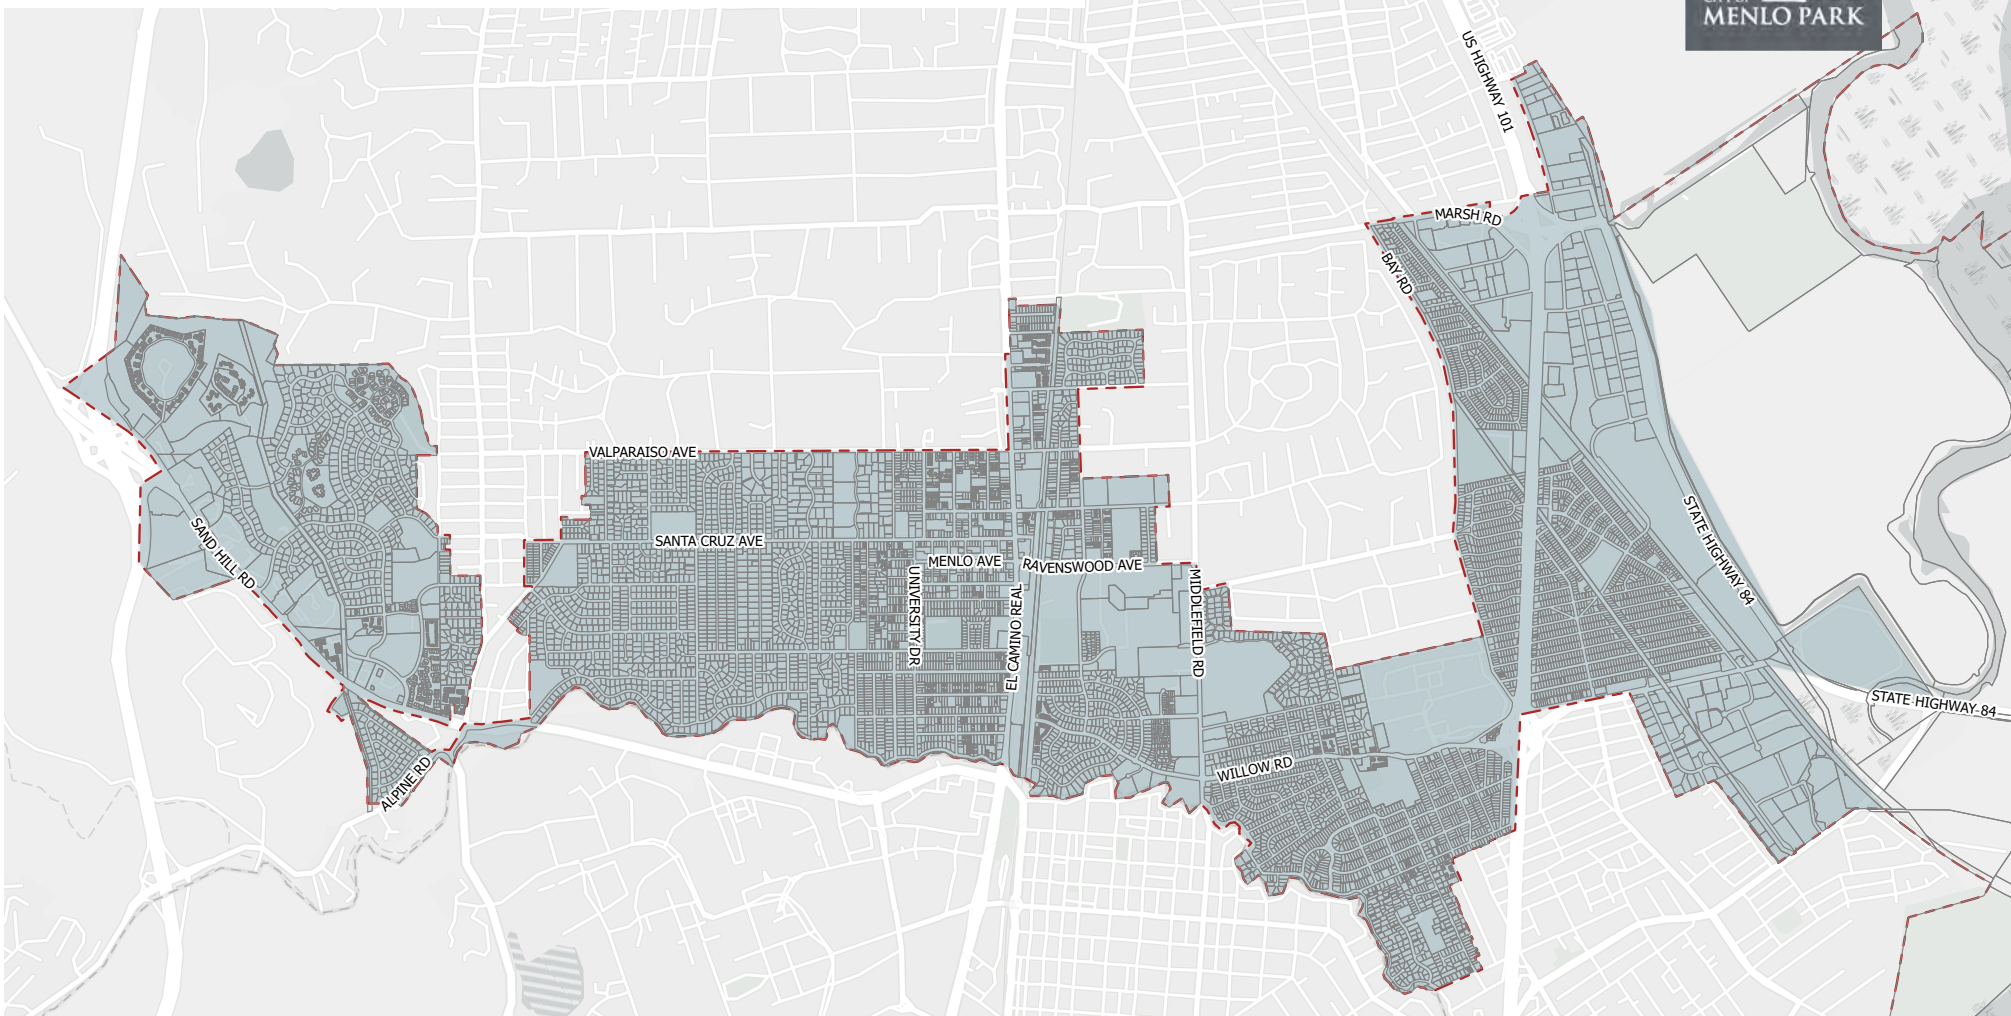 MENLO PARK
US HIGHWAY 101
MARSH RD
BAY RD
VALPARAISO AVE
SAND HILL RD
SANTA CRUZ AVE
MENLO AVE
RAVENSWOOD AVE
UNIVERSITY DR
EL CAMINO REAL
MIDDLEFIELD RD
STATE HIGHWAY 84
STATE HIGHWAY 84
WILLOW RD
ALPINE RD